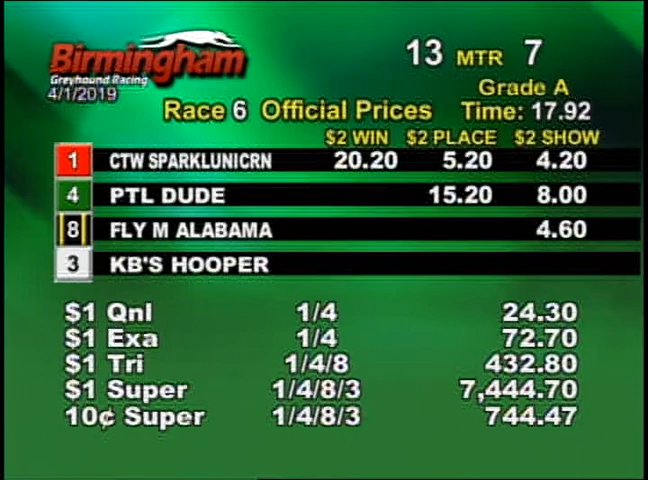 Birmingham
Greyhound Racing
4/1/2019
13 MTR 7
Grade A
Race 6 Official Prices Time: 17.92
$2 WIN $2 PLACE $2 SHOW
1 CTW SPARKLUNICRN 20.20 5.20 4.20
4 PTL DUDE 15.20 8.00
8 FLY M ALABAMA 4.60
3 KB'S HOOPER
$1 Qnl 1/4 24.30
$1 Exa 1/4 72.70
$1 Tri 1/4/8 432.80
$1 Super 1/4/8/3 7,444.70
10¢ Super 1/4/8/3 744.47